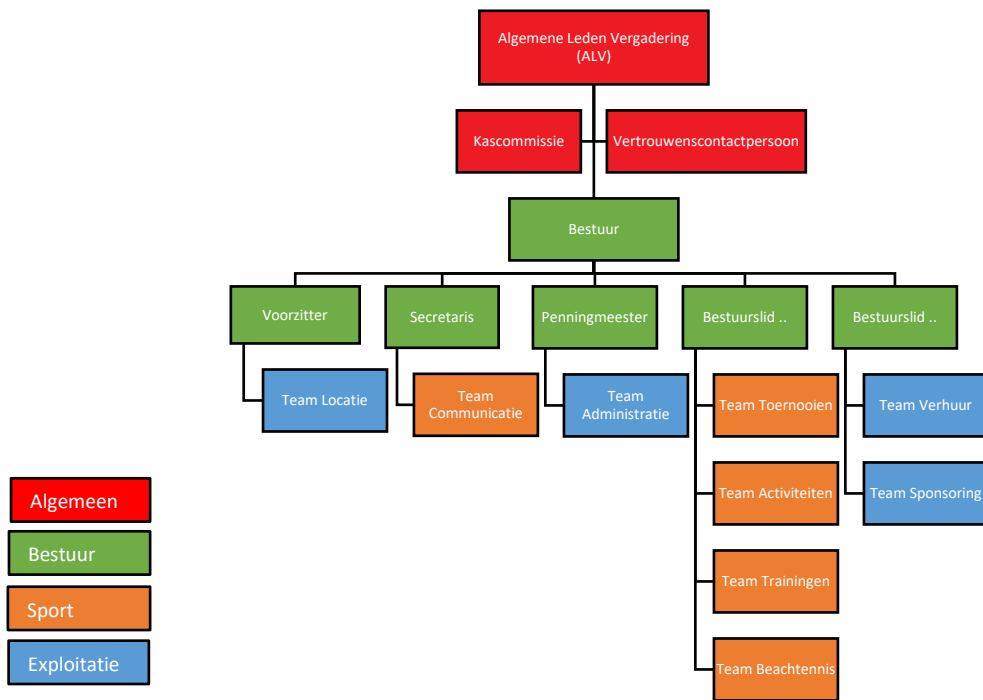 Algemene Leden Vergadering
(ALV)
Kascommissie
Vertrouwenscontactpersoon
Bestuur
Voorzitter
Secretaris
Penningmeester
Bestuurslid ..
Bestuurslid ..
Team Locatie
Team
Communicatie
Team
Administratie
Team Toernooien
Team Verhuur
Team Activiteiten
Team Sponsoring
Team Trainingen
Team Beachtennis
Algemeen
Bestuur
Sport
Exploitatie